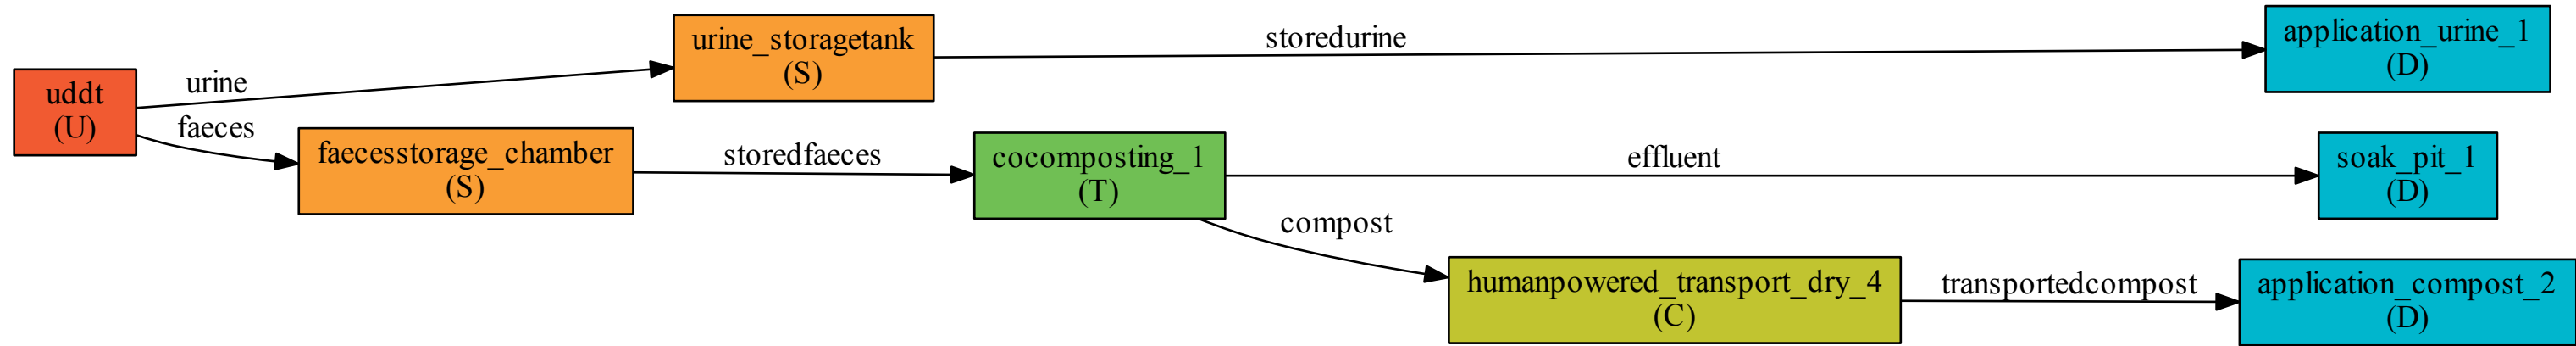 uddt
(U)
urine
faeces
urine_storagetank
(S)
storedurine
application_urine_1
(D)
faecesstorage_chamber
(S)
storedfaeces
cocomposting_1
(T)
effluent
soak_pit_1
(D)
compost
humanpowered_transport_dry_4
(C)
transportedcompost
application_compost_2
(D)